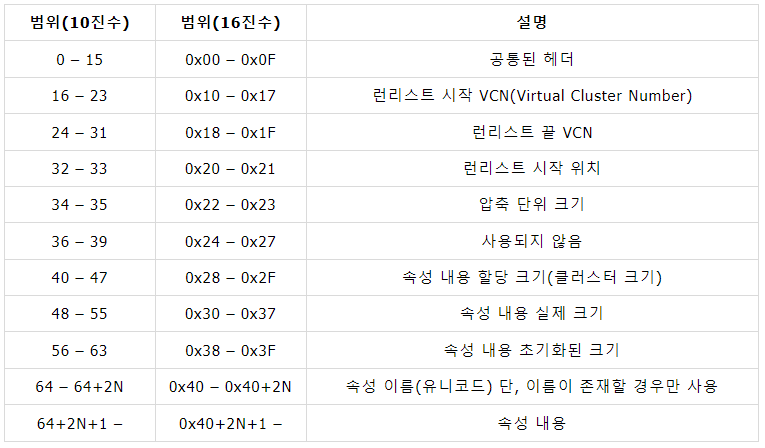 범위(10진수) 범위(16진수) 설명
0 – 15 0x00 – 0x0F 공통된 헤더
16 – 23 0x10 – 0x17 런리스트 시작 VCN(Virtual Cluster Number)
24 – 31 0x18 – 0x1F 런리스트 끝 VCN
32 – 33 0x20 – 0x21 런리스트 시작 위치
34 – 35 0x22 – 0x23 압축 단위 크기
36 – 39 0x24 – 0x27 사용되지 않음
40 – 47 0x28 – 0x2F 속성 내용 할당 크기(클러스터 크기)
48 – 55 0x30 – 0x37 속성 내용 실제 크기
56 – 63 0x38 – 0x3F 속성 내용 초기화된 크기
64 – 64+2N 0x40 – 0x40+2N 속성 이름(유니코드) 단, 이름이 존재할 경우만 사용
64+2N+1 – 0x40+2N+1 – 속성 내용